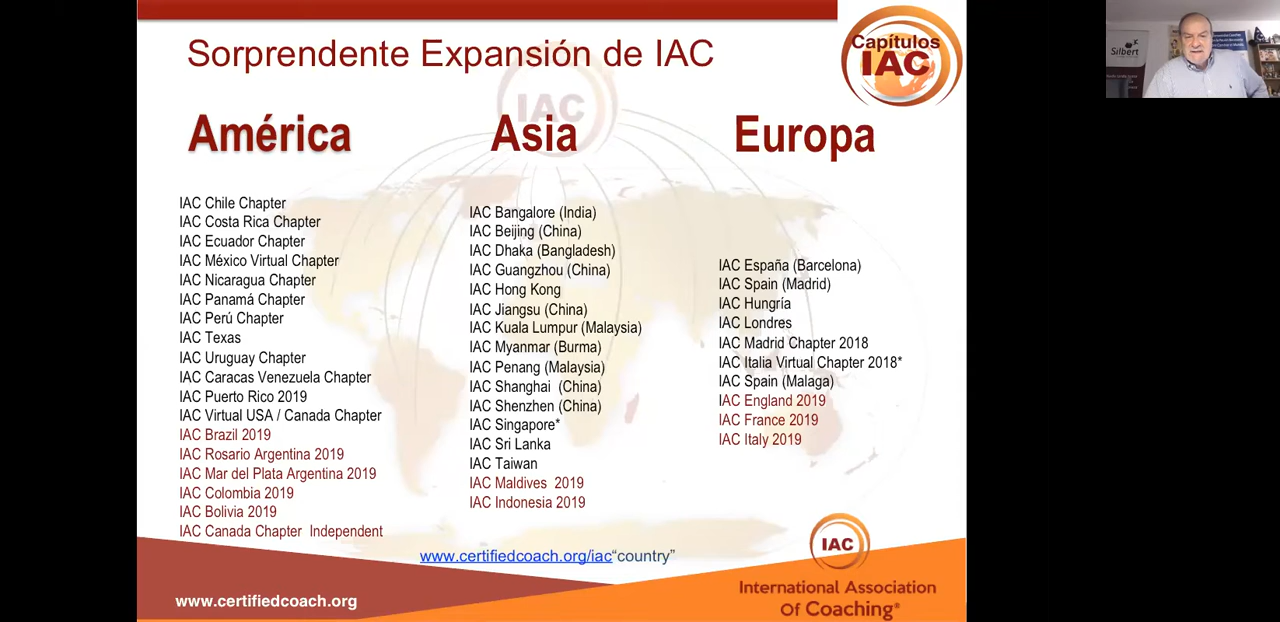 Sorprendente Expansión de IAC
Capítulos
IAC
IAC
América
Asia
Europa
IAC Chile Chapter
IAC Costa Rica Chapter
IAC Ecuador Chapter
IAC México Virtual Chapter
IAC Nicaragua Chapter
IAC Panamá Chapter
IAC Perú Chapter
IAC Texas
IAC Uruguay Chapter
IAC Caracas Venezuela Chapter
IAC Puerto Rico 2019
IAC Virtual USA / Canada Chapter
IAC Brazil 2019
IAC Rosario Argentina 2019
IAC Mar del Plata Argentina 2019
IAC Colombia 2019
IAC Bolivia 2019
IAC Canada Chapter  Independent
IAC Bangalore (India)
IAC Beijing (China)
IAC Dhaka (Bangladesh)
IAC Guangzhou (China)
IAC Hong Kong
IAC Jiangsu (China)
IAC Kuala Lumpur (Malaysia)
IAC Myanmar (Burma)
IAC Penang (Malaysia)
IAC Shanghai  (China)
IAC Shenzhen (China)
IAC Singapore*
IAC Sri Lanka
IAC Taiwan
IAC Maldives  2019
IAC Indonesia 2019
IAC España (Barcelona)
IAC Spain (Madrid)
IAC Hungría
IAC Londres
IAC Madrid Chapter 2018
IAC Italia Virtual Chapter 2018*
IAC Spain (Malaga)
IAC England 2019
IAC France 2019
IAC Italy 2019
www.certifiedcoach.org/iac“country”
www.certifiedcoach.org
IAC
International Association
Of Coaching®
Silbert